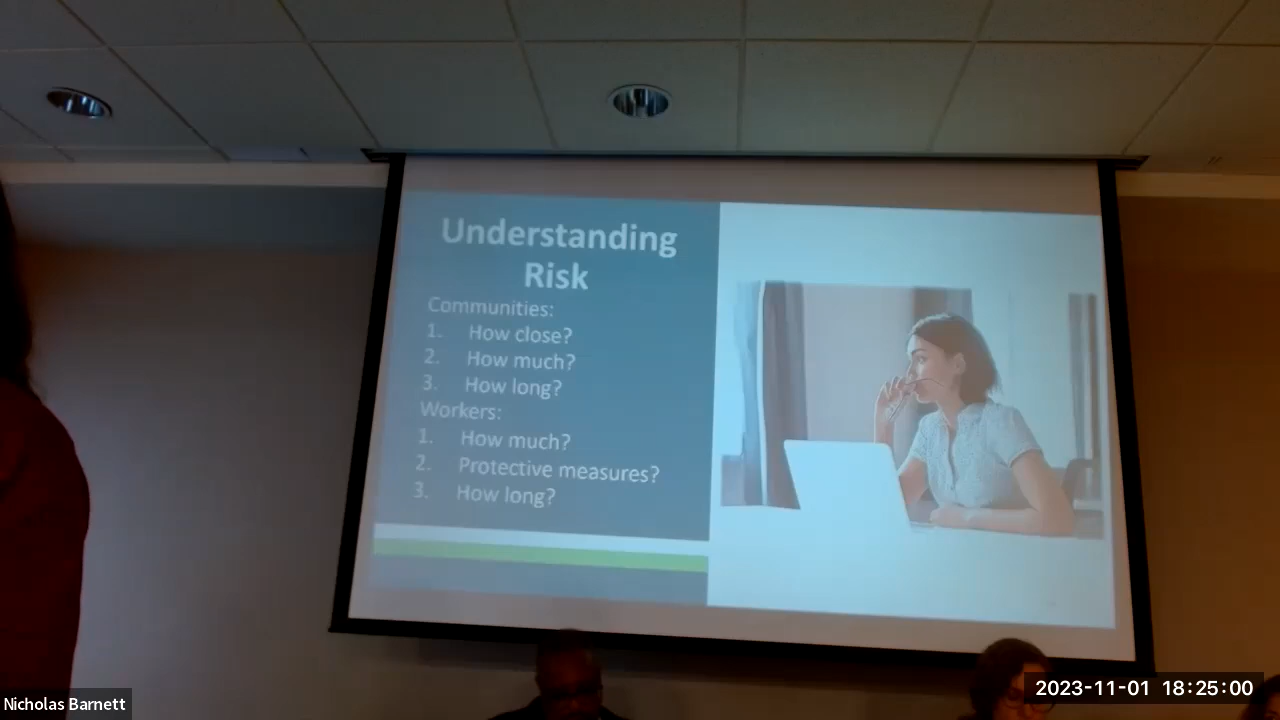 Understanding
Risk
Communities:
1. How close?
2. How much?
3. How long?
Workers:
1. How much?
2. Protective measures?
3. How long?
Nicholas Barnett
2023-11-01 18:25:00